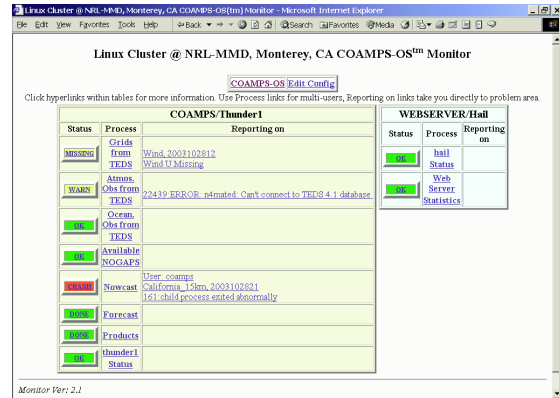 Linux Cluster @ NRL-MMD, Monterey, CA COAMPS-OS(tm) Monitor - Microsoft Internet Explorer
File Edit View Favorites Tools Help Back Search Favorites Media
Linux Cluster @ NRL-MMD, Monterey, CA COAMPS-OStm Monitor
COAMPS-OS Edit Config
Click hyperlinks within tables for more information. Use Process links for multi-users, Reporting on links take you directly to problem area.
COAMPS/Thunder1
Status Process Reporting on
MISSING
Grids
from
TEDS
Wind, 2003102812
Wind U Missing
WARN
Atmos.
Obs from
TEDS
22439:ERROR: n4mated: Can't connect to TEDS 4.1 database
OK
Ocean.
Obs from
TEDS
OK
Available
NOGAPS
CRASH
Nowcast
User: coamps
California_15km, 2003102821
161:child process exited abnormally
DONE Forecast
DONE Products
OK
thunder1
Status
WEBSERVER/Hail
Status Process Reporting
on
OK
hail
Status
OK
Web
Server
Statistics
Monitor Ver: 2.1